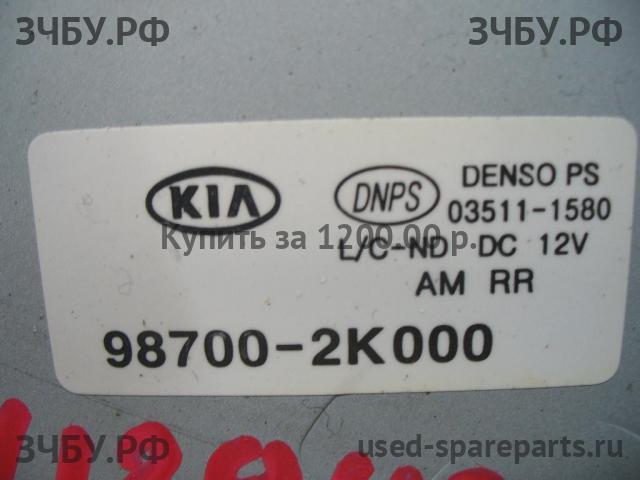 ЗЧБУ.РФ
ЗЧБУ.РФ
KIA
DNPS
DENSO PS
03511-1580
Купить за 1200.00 р.
L/C-ND DC 12V
AM RR
98700-2K000
ЗЧБУ.РФ
used-spareparts.ru